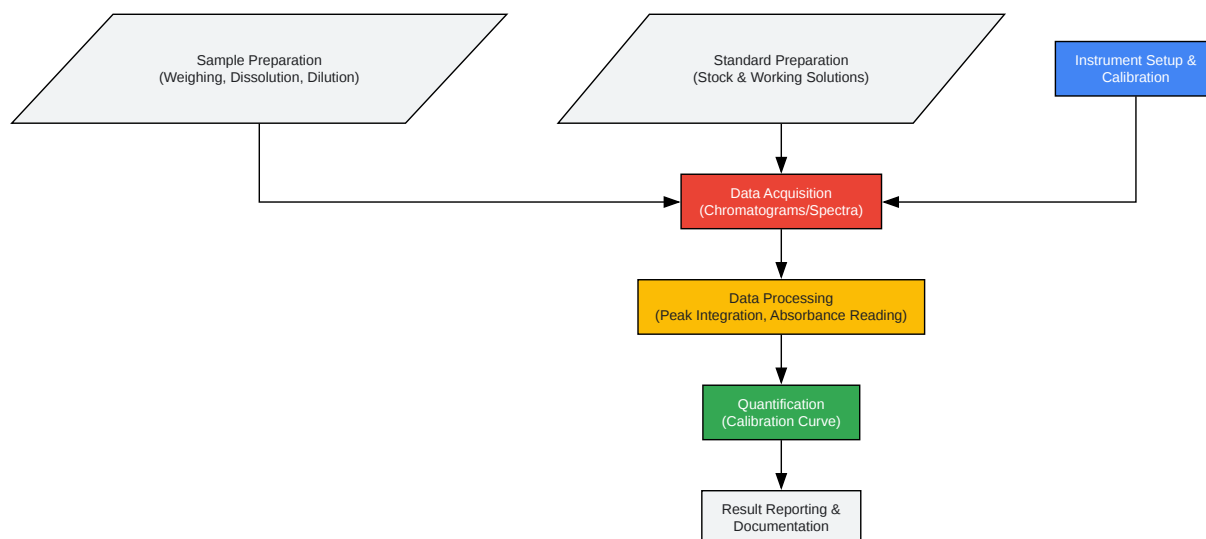 Sample Preparation
(Weighing, Dissolution, Dilution)
Standard Preparation
(Stock & Working Solutions)
Instrument Setup &
Calibration
Data Acquisition
(Chromatograms/Spectra)
Data Processing
(Peak Integration, Absorbance Reading)
Quantification
(Calibration Curve)
Result Reporting &
Documentation